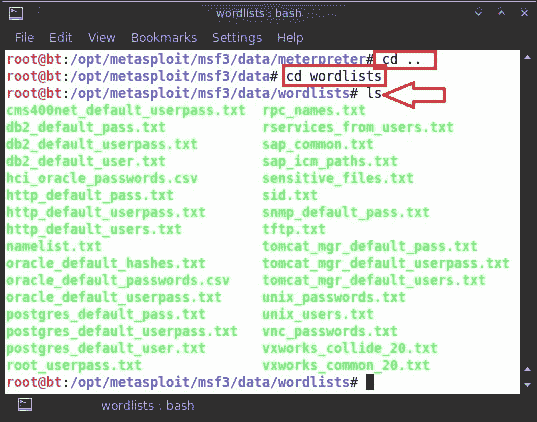 wordlists : bash
File Edit View Bookmarks Settings Help
root@bt:/opt/metasploit/msf3/data/meterpreter# cd ..
root@bt:/opt/metasploit/msf3/data# cd wordlists
root@bt:/opt/metasploit/msf3/data/wordlists# ls
cms400net_default_userpass.txt rpc_names.txt
db2_default_pass.txt rservices_from_users.txt
db2_default_userpass.txt sap_common.txt
db2_default_user.txt sap_icm_paths.txt
hci_oracle_passwords.csv sensitive_files.txt
http_default_pass.txt sid.txt
http_default_userpass.txt snmp_default_pass.txt
http_default_users.txt tftp.txt
namelist.txt tomcat_mgr_default_pass.txt
oracle_default_hashes.txt tomcat_mgr_default_userpass.txt
oracle_default_passwords.csv tomcat_mgr_default_users.txt
oracle_default_userpass.txt unix_passwords.txt
postgres_default_pass.txt unix_users.txt
postgres_default_userpass.txt vnc_passwords.txt
postgres_default_user.txt vxworks_collide_20.txt
root_userpass.txt vxworks_common_20.txt
root@bt:/opt/metasploit/msf3/data/wordlists#
wordlists : bash